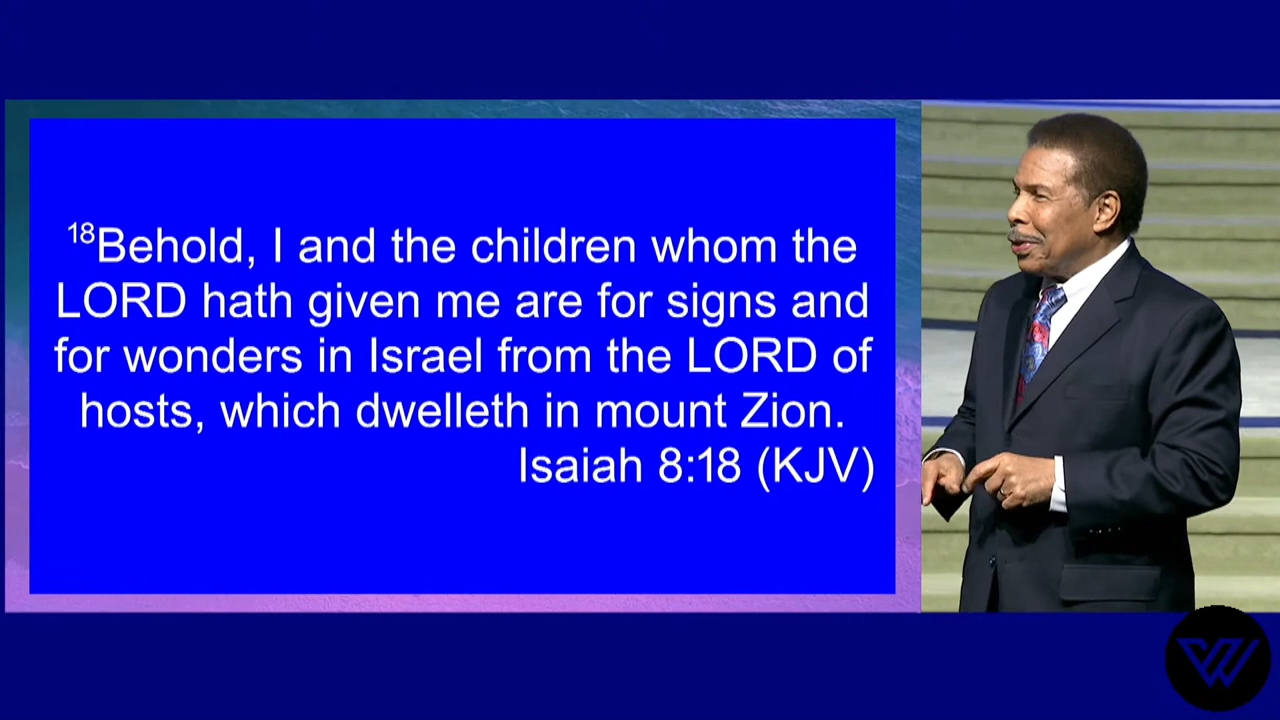 ¹⁸Behold, I and the children whom the
LORD hath given me are for signs and
for wonders in Israel from the LORD of
hosts, which dwelleth in mount Zion.
Isaiah 8:18 (KJV)